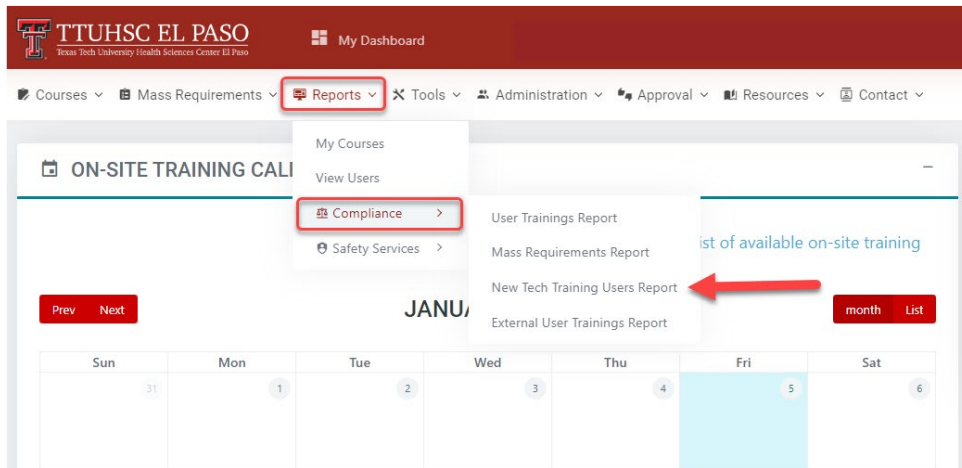 TTUHSC EL PASO
Texas Tech University Health Sciences Center El Paso
My Dashboard
Courses Mass Requirements Reports Tools Administration Approval Resources Contact
My Courses
View Users
Compliance
Safety Services
User Trainings Report
Mass Requirements Report
New Tech Training Users Report
External User Trainings Report
ON-SITE TRAINING
of available on-site training
Prev Next
month List
Sun Mon Tue Wed Thu Fri Sat
31 1 2 3 4 5 6